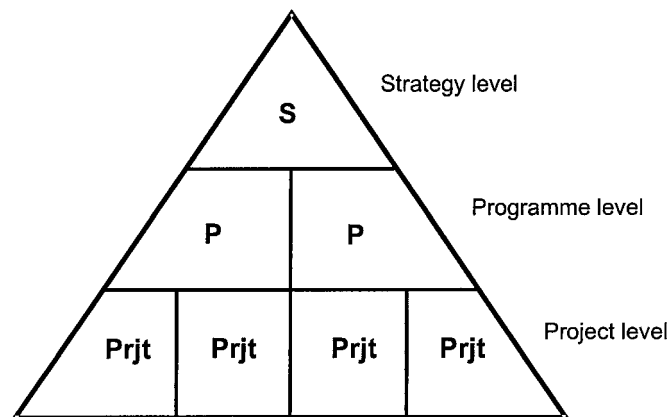 S
Strategy level
P P
Programme level
Prjt Prjt Prjt Prjt
Project level